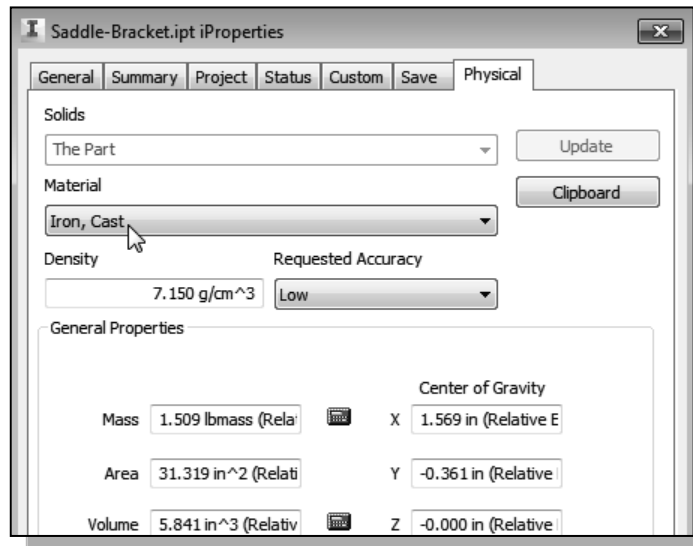 Saddle-Bracket.ipt iProperties
General Summary Project Status Custom Save Physical
Solids
The Part Update
Material
Clipboard
Iron, Cast
Density Requested Accuracy
7.150 g/cm^3 Low
General Properties
Center of Gravity
Mass 1.509 lbmass (Rela X 1.569 in (Relative E
Area 31.319 in^2 (Relati Y -0.361 in (Relative
Volume 5.841 in^3 (Relativ Z -0.000 in (Relative